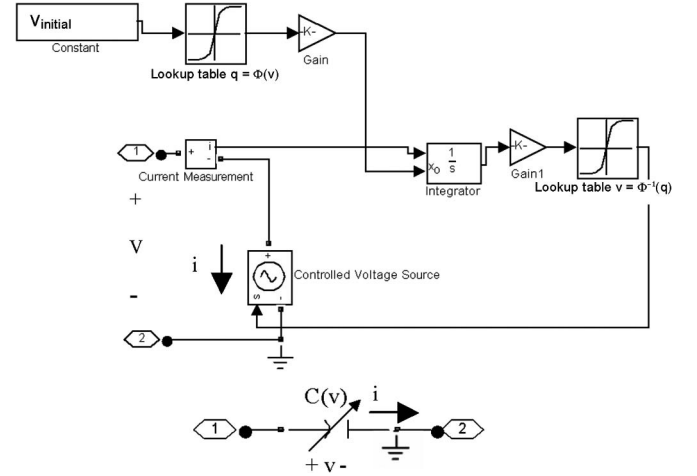 Vinitial
Constant
Lookup table q = Φ(v)
-K-
Gain
1
+ i
-
Current Measurement
xo 1/s
Integrator
-K-
Gain1
Lookup table v = Φ⁻¹(q)
+
V
-
i
+
s -
Controlled Voltage Source
2
C(v) i
1
2
+ v -